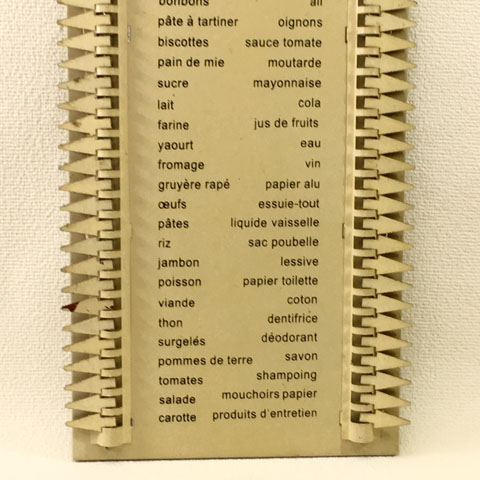 bonbons ail
pâte à tartiner oignons
biscottes sauce tomate
pain de mie moutarde
sucre mayonnaise
lait cola
farine jus de fruits
yaourt eau
fromage vin
gruyère rapé papier alu
œufs essuie-tout
pâtes liquide vaisselle
riz sac poubelle
jambon lessive
poisson papier toilette
viande coton
thon dentifrice
surgelés déodorant
pommes de terre savon
tomates shampoing
salade mouchoirs papier
carotte produits d'entretien